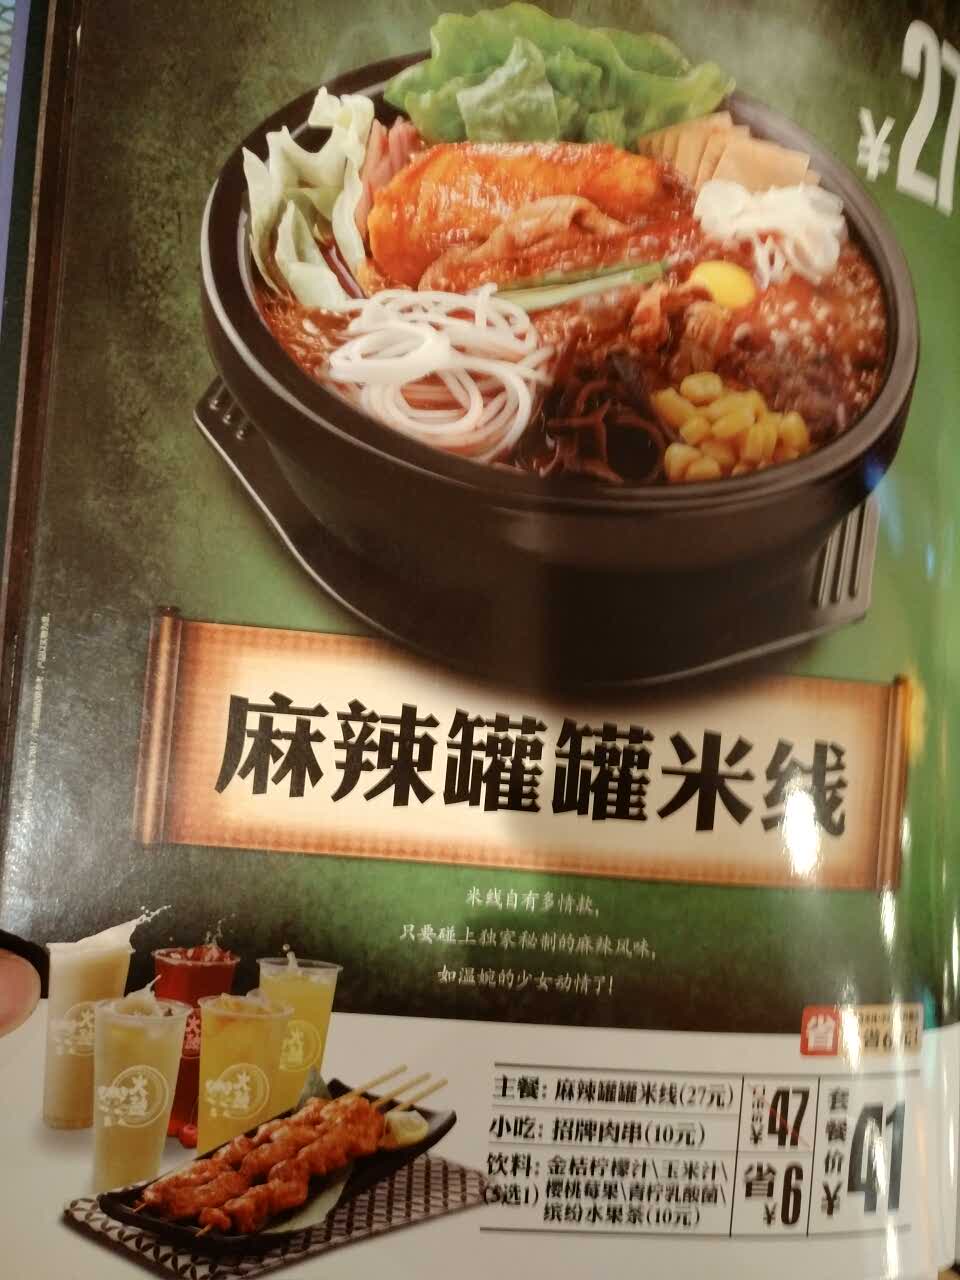 ¥27
麻辣罐罐米线
米线自有多情款,
只要碰上独家秘制的麻辣风味,
如温婉的少女动情了!
省
主餐: 麻辣罐罐米线(27元)
小吃: 招牌肉串(10元)
饮料: 金桔柠檬汁\玉米汁\
(5选1) 樱桃莓果\青柠乳酸菌\
缤纷水果茶(10元)
¥47
省¥6
套餐价¥41